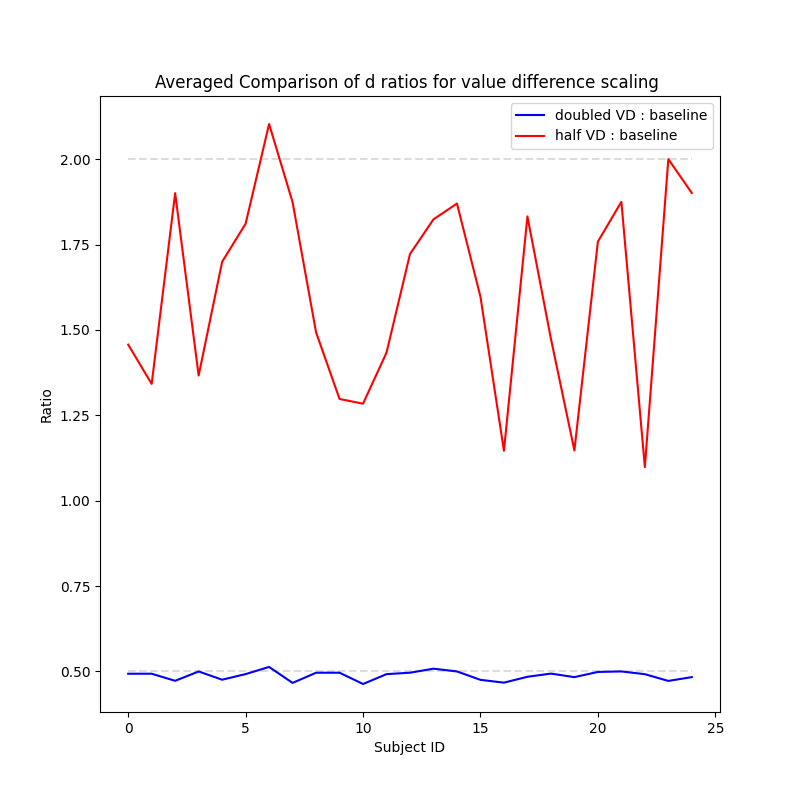 Averaged Comparison of d ratios for value difference scaling
doubled VD : baseline
half VD : baseline
2.00
1.75
1.50
1.25
1.00
0.75
0.50
Ratio
0 5 10 15 20 25
Subject ID